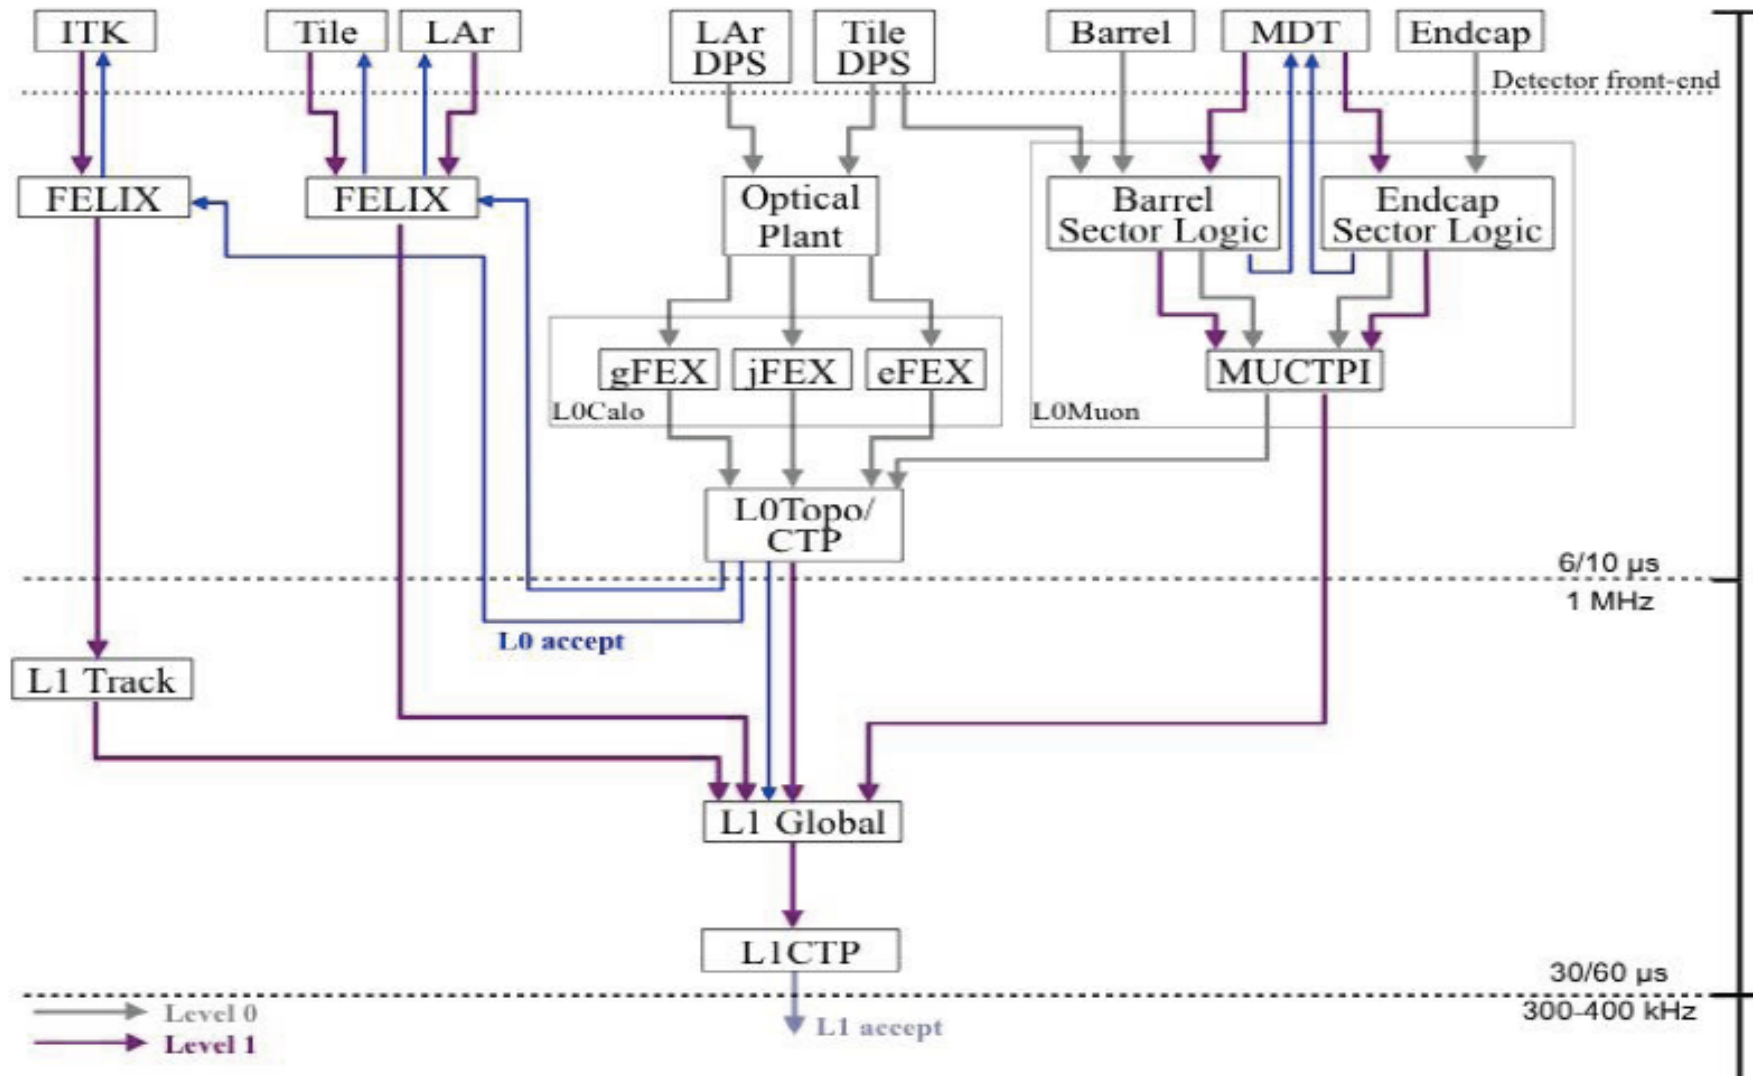 ITK
Tile
LAr
LAr
DPS
Tile
DPS
Barrel
MDT
Endcap
Detector front-end
FELIX
FELIX
Optical
Plant
Barrel
Sector Logic
Endcap
Sector Logic
gFEX
jFEX
eFEX
L0Calo
MUCTPI
L0Muon
L0Topo/
CTP
6/10 µs
1 MHz
L0 accept
L1 Track
L1 Global
L1CTP
30/60 µs
300-400 kHz
Level 0
Level 1
L1 accept